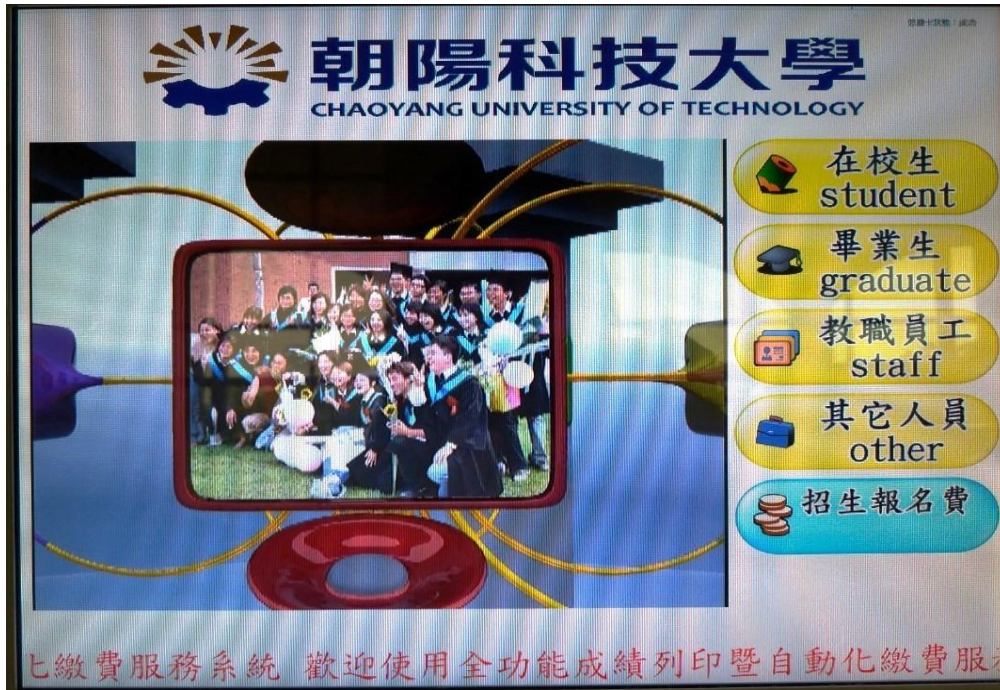 朝陽科技大學
CHAOYANG UNIVERSITY OF TECHNOLOGY
在校生
student
畢業生
graduate
教職員工
staff
其它人員
other
招生報名費
化繳費服務系統 歡迎使用全功能成績列印暨自動化繳費服